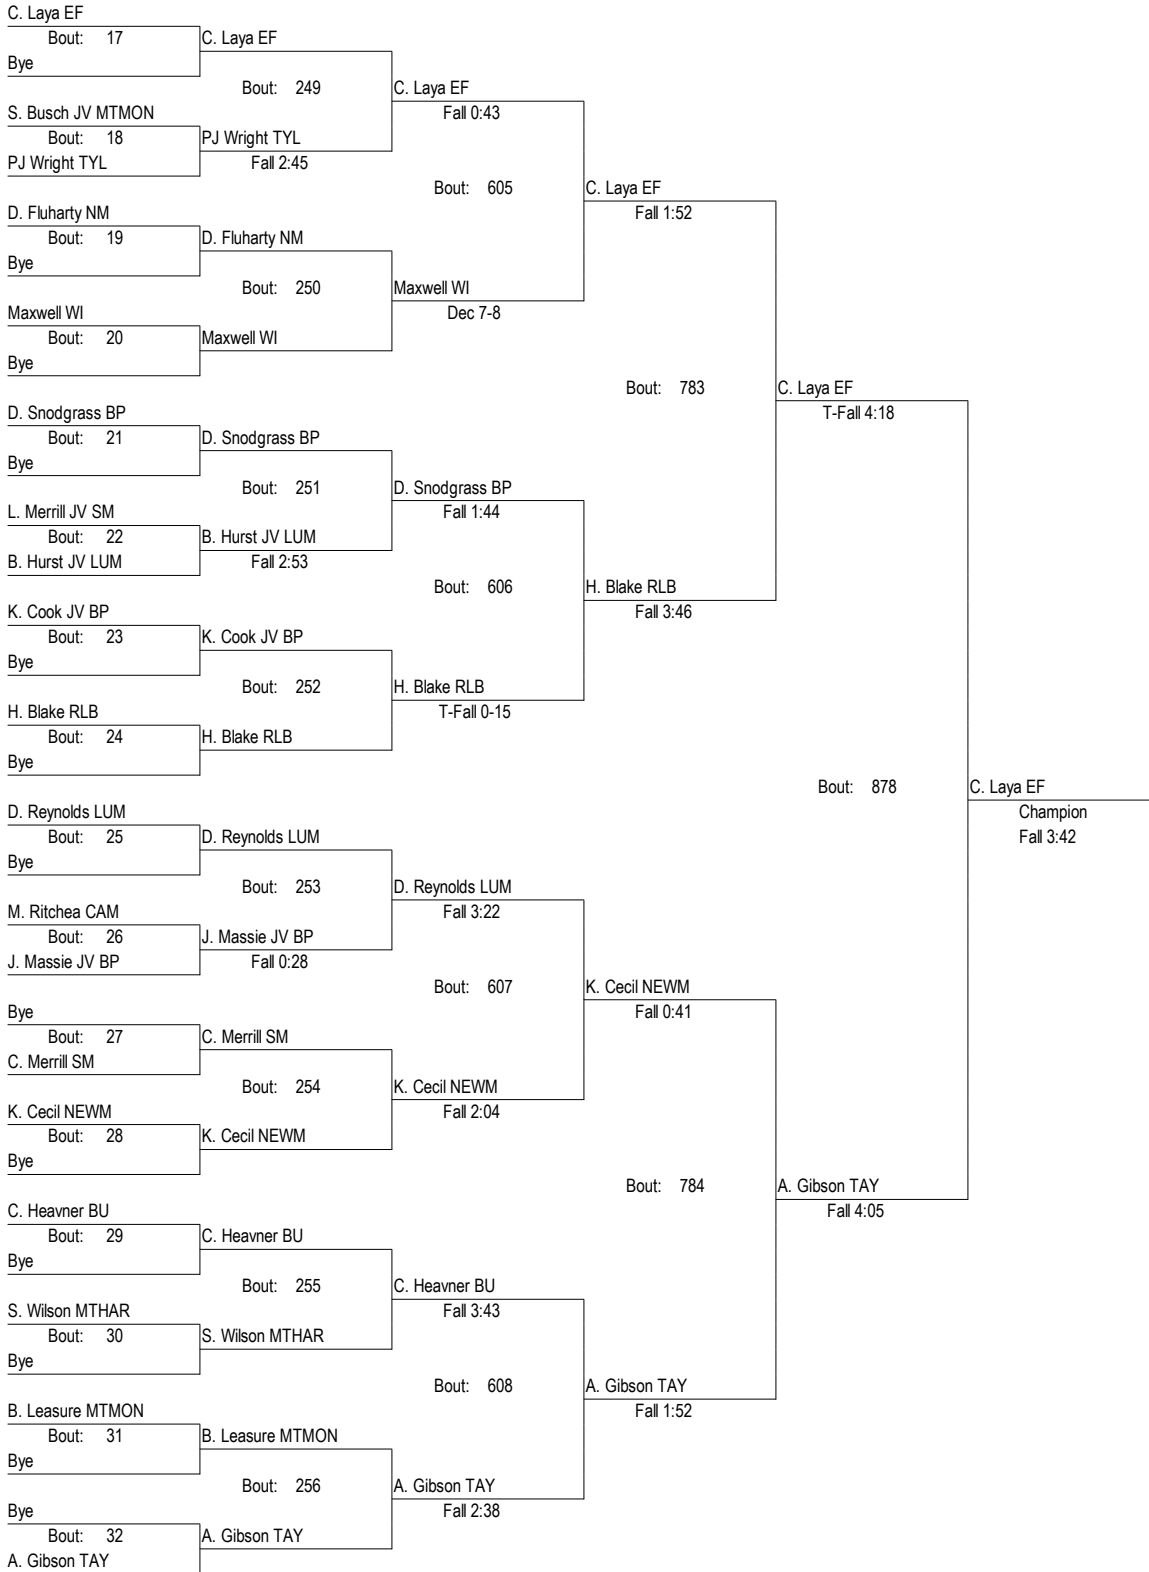 C. Laya EF
Bout: 17
C. Laya EF
Bye
Bout: 249
C. Laya EF
S. Busch JV MTMON
Fall 0:43
Bout: 18
PJ Wright TYL
PJ Wright TYL
Fall 2:45
Bout: 605
C. Laya EF
D. Fluharty NM
Fall 1:52
Bout: 19
D. Fluharty NM
Bye
Bout: 250
Maxwell WI
Maxwell WI
Dec 7-8
Bout: 20
Maxwell WI
Bye
Bout: 783
C. Laya EF
D. Snodgrass BP
T-Fall 4:18
Bout: 21
D. Snodgrass BP
Bye
Bout: 251
D. Snodgrass BP
L. Merrill JV SM
Fall 1:44
Bout: 22
B. Hurst JV LUM
B. Hurst JV LUM
Fall 2:53
Bout: 606
H. Blake RLB
K. Cook JV BP
Fall 3:46
Bout: 23
K. Cook JV BP
Bye
Bout: 252
H. Blake RLB
H. Blake RLB
T-Fall 0-15
Bout: 24
H. Blake RLB
Bye
Bout: 878
C. Laya EF
D. Reynolds LUM
Champion
Bout: 25
D. Reynolds LUM
Fall 3:42
Bye
Bout: 253
D. Reynolds LUM
M. Ritchea CAM
Fall 3:22
Bout: 26
J. Massie JV BP
J. Massie JV BP
Fall 0:28
Bout: 607
K. Cecil NEWM
Bye
Fall 0:41
Bout: 27
C. Merrill SM
C. Merrill SM
Bout: 254
K. Cecil NEWM
K. Cecil NEWM
Fall 2:04
Bout: 28
K. Cecil NEWM
Bye
Bout: 784
A. Gibson TAY
C. Heavner BU
Fall 4:05
Bout: 29
C. Heavner BU
Bye
Bout: 255
C. Heavner BU
S. Wilson MTHAR
Fall 3:43
Bout: 30
S. Wilson MTHAR
Bye
Bout: 608
A. Gibson TAY
B. Leasure MTMON
Fall 1:52
Bout: 31
B. Leasure MTMON
Bye
Bout: 256
A. Gibson TAY
Bye
Fall 2:38
Bout: 32
A. Gibson TAY
A. Gibson TAY